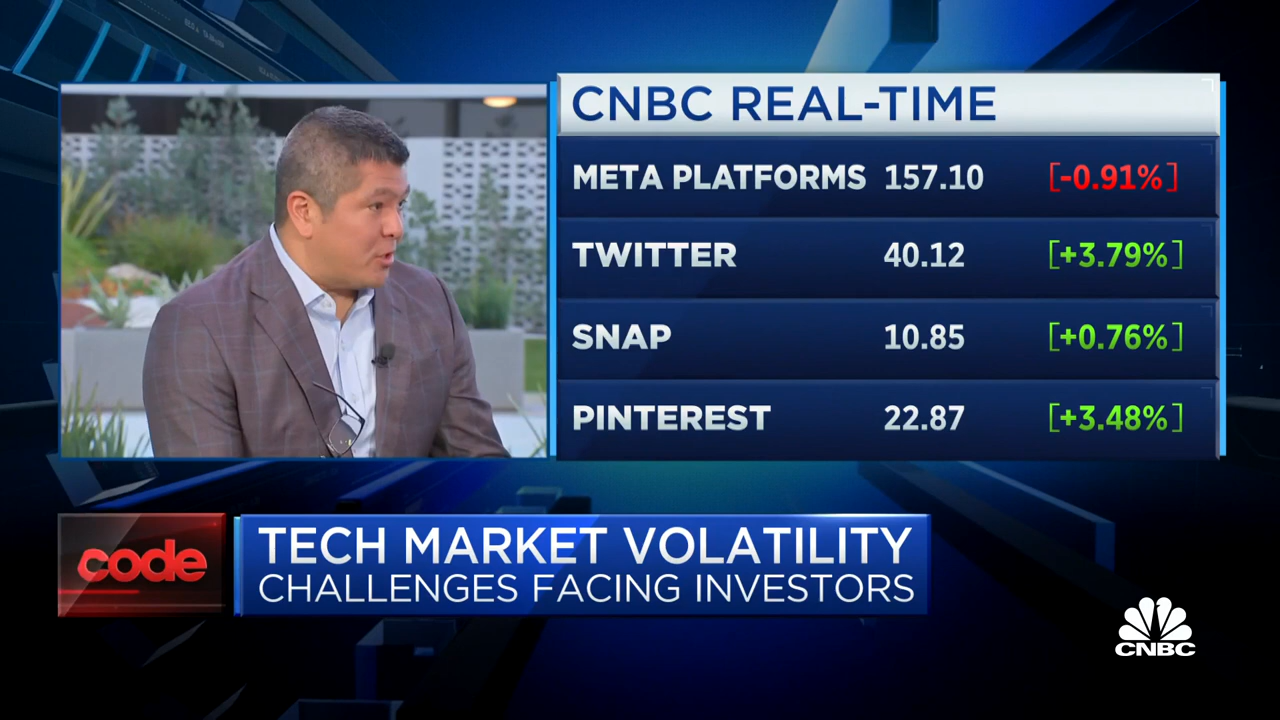 CNBC REAL-TIME
META PLATFORMS 157.10 [-0.91%]
TWITTER 40.12 [+3.79%]
SNAP 10.85 [+0.76%]
PINTEREST 22.87 [+3.48%]
code
TECH MARKET VOLATILITY
CHALLENGES FACING INVESTORS
CNBC